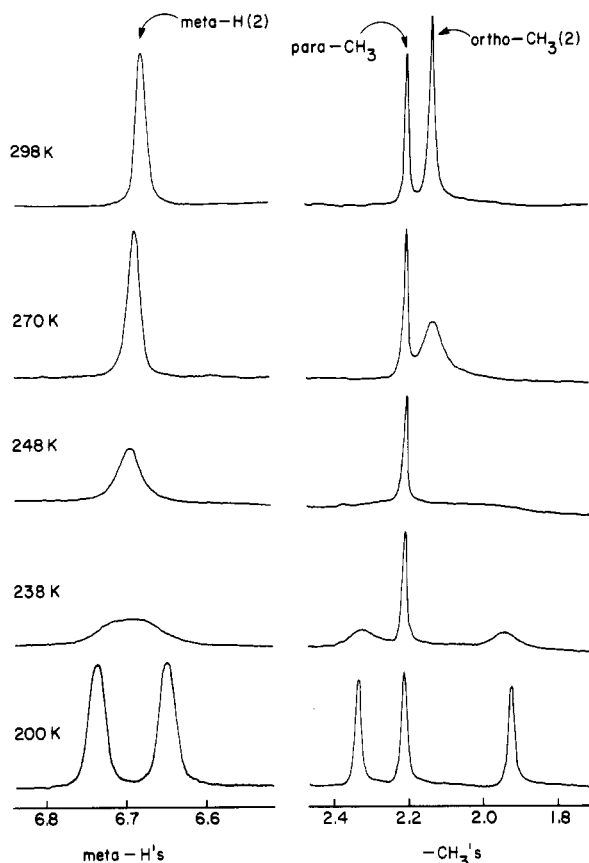 meta-H(2)
para-CH3
ortho-CH3(2)
298 K
270 K
248 K
238 K
200 K
6.8 6.7 6.6 2.4 2.2 2.0 1.8
meta-H's -CH3's